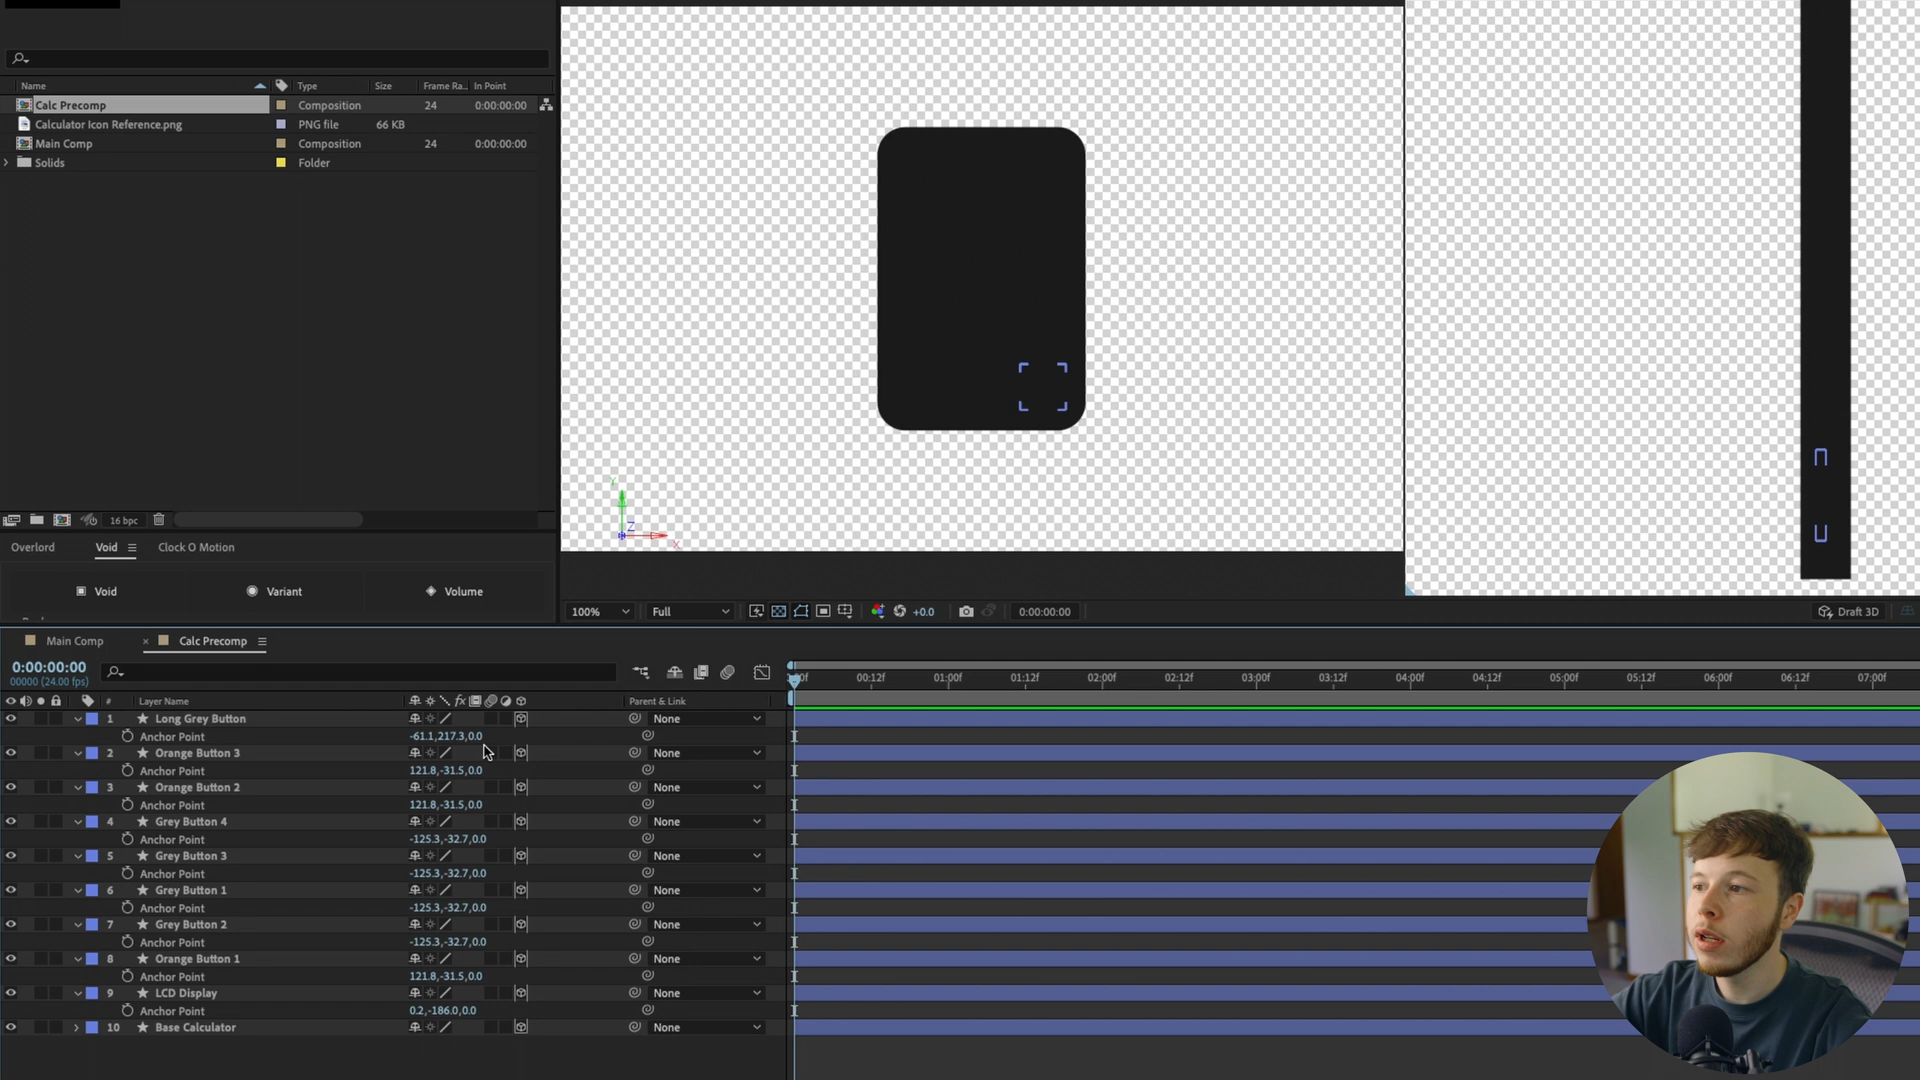 Name Type Size Frame Ra... In Point
Calc Precomp Composition 24 0:00:00:00
Calculator Icon Reference.png PNG file 66 KB
Main Comp Composition 24 0:00:00:00
Solids Folder
Y
Z
X
16 bpc
Overlord Void Clock O Motion
Void Variant Volume
100% Full +0.0 0:00:00:00 Draft 3D
Main Comp × Calc Precomp
0:00:00:00
00000 (24.00 fps)
00:12f 01:00f 01:12f 02:00f 02:12f 03:00f 03:12f 04:00f 04:12f 05:00f 05:12f 06:00f 06:12f 07:00f
# Layer Name fx Parent & Link
1 Long Grey Button None
Anchor Point -61.1,217.3,0.0
2 Orange Button 3 None
Anchor Point 121.8,-31.5,0.0
3 Orange Button 2 None
Anchor Point 121.8,-31.5,0.0
4 Grey Button 4 None
Anchor Point -125.3,-32.7,0.0
5 Grey Button 3 None
Anchor Point -125.3,-32.7,0.0
6 Grey Button 1 None
Anchor Point -125.3,-32.7,0.0
7 Grey Button 2 None
Anchor Point -125.3,-32.7,0.0
8 Orange Button 1 None
Anchor Point 121.8,-31.5,0.0
9 LCD Display None
Anchor Point 0.2,-186.0,0.0
10 Base Calculator None